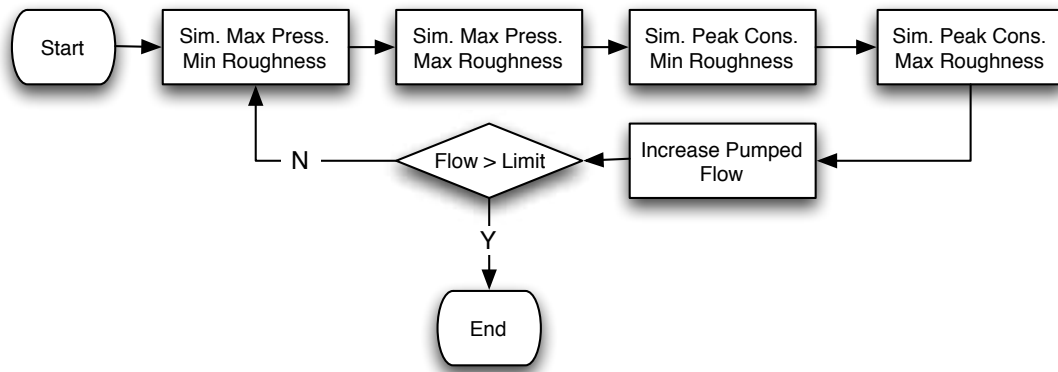 Start
Sim. Max Press.
Min Roughness
Sim. Max Press.
Max Roughness
Sim. Peak Cons.
Min Roughness
Sim. Peak Cons.
Max Roughness
N
Flow > Limit
Increase Pumped
Flow
Y
End